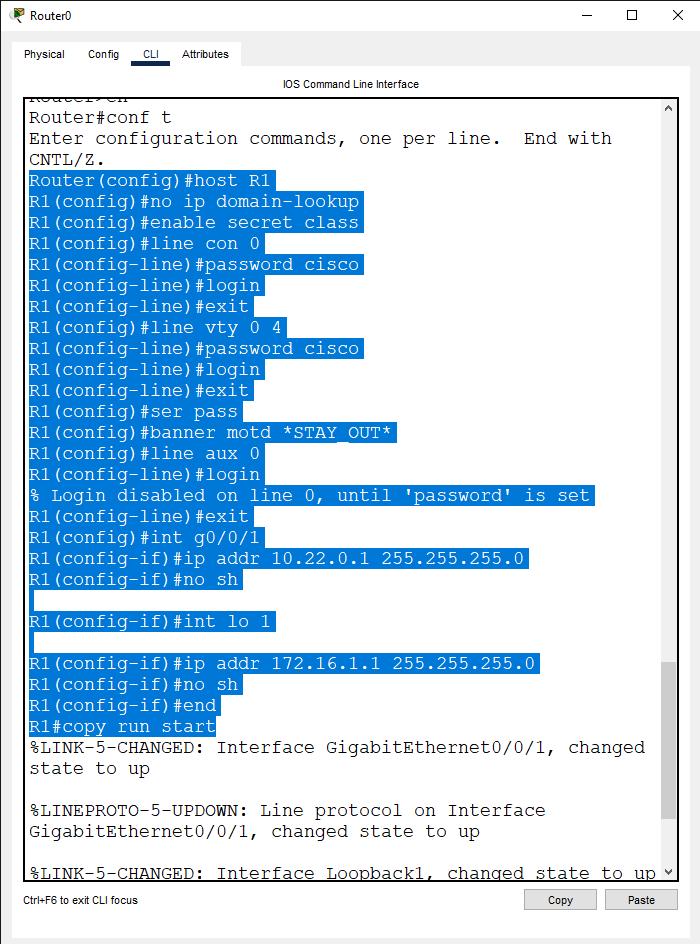 Router0
Physical Config CLI Attributes
IOS Command Line Interface
Router>en
Router#conf t
Enter configuration commands, one per line.  End with
CNTL/Z.
Router(config)#host R1
R1(config)#no ip domain-lookup
R1(config)#enable secret class
R1(config)#line con 0
R1(config-line)#password cisco
R1(config-line)#login
R1(config-line)#exit
R1(config)#line vty 0 4
R1(config-line)#password cisco
R1(config-line)#login
R1(config-line)#exit
R1(config)#ser pass
R1(config)#banner motd *STAY_OUT*
R1(config)#line aux 0
R1(config-line)#login
% Login disabled on line 0, until 'password' is set
R1(config-line)#exit
R1(config)#int g0/0/1
R1(config-if)#ip addr 10.22.0.1 255.255.255.0
R1(config-if)#no sh
R1(config-if)#int lo 1
R1(config-if)#ip addr 172.16.1.1 255.255.255.0
R1(config-if)#no sh
R1(config-if)#end
R1#copy run start
%LINK-5-CHANGED: Interface GigabitEthernet0/0/1, changed
state to up
%LINEPROTO-5-UPDOWN: Line protocol on Interface
GigabitEthernet0/0/1, changed state to up
%LINK-5-CHANGED: Interface Loopback1, changed state to up
Ctrl+F6 to exit CLI focus
Copy Paste